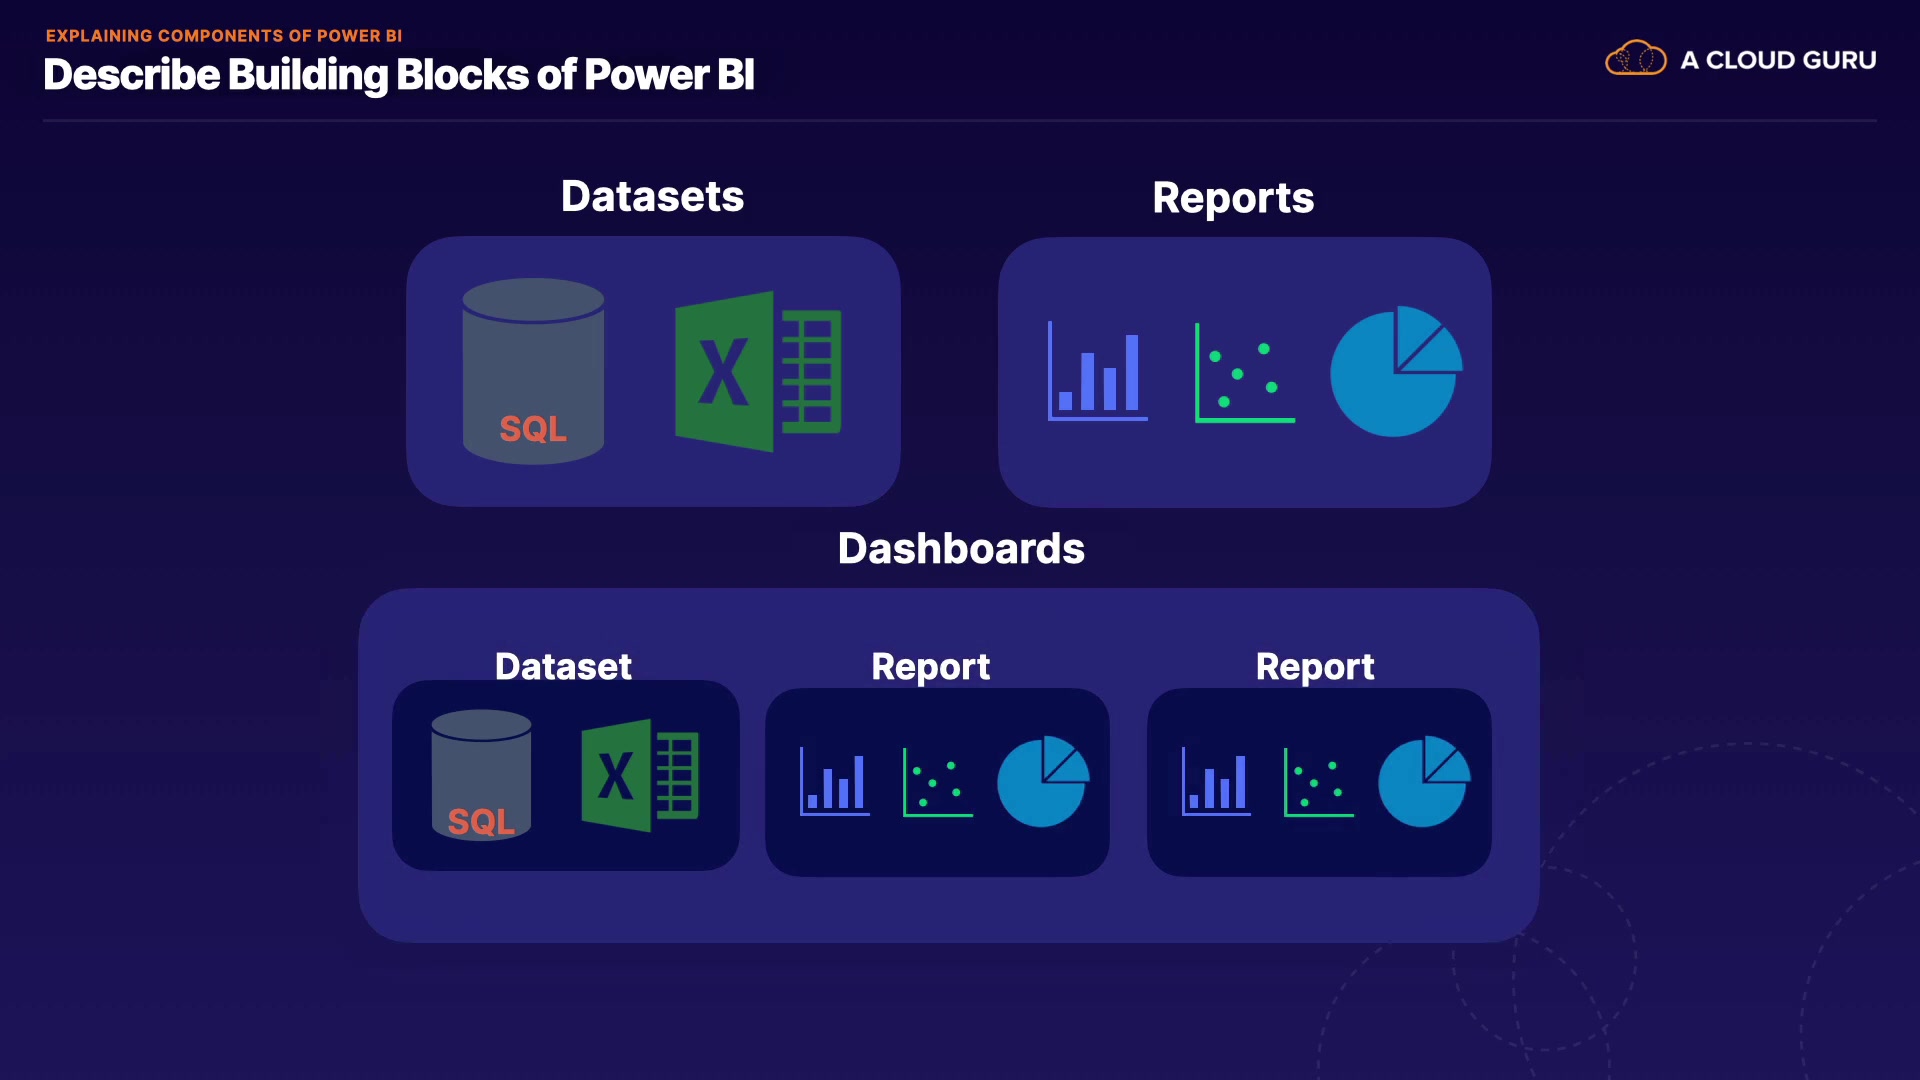 EXPLAINING COMPONENTS OF POWER BI
Describe Building Blocks of Power BI
A CLOUD GURU
Datasets
Reports
SQL
X
Dashboards
Dataset
Report
Report
SQL
X